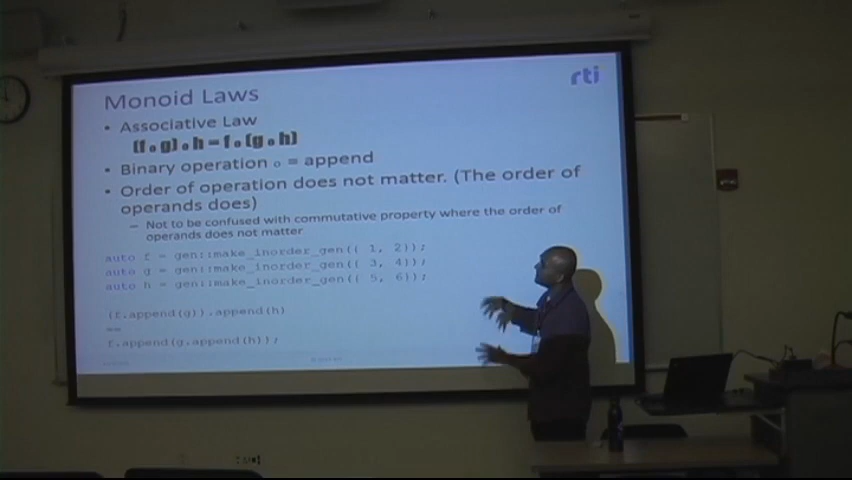 rti
Monoid Laws
• Associative Law
(f ∘ g) ∘ h = f ∘ (g ∘ h)
• Binary operation ∘ = append
• Order of operation does not matter. (The order of
operands does)
– Not to be confused with commutative property where the order of
operands does not matter
auto f = gen::make_inorder_gen({ 1, 2});
auto g = gen::make_inorder_gen({ 3, 4});
auto h = gen::make_inorder_gen({ 5, 6});
(f.append(g)).append(h)
==
f.append(g.append(h));